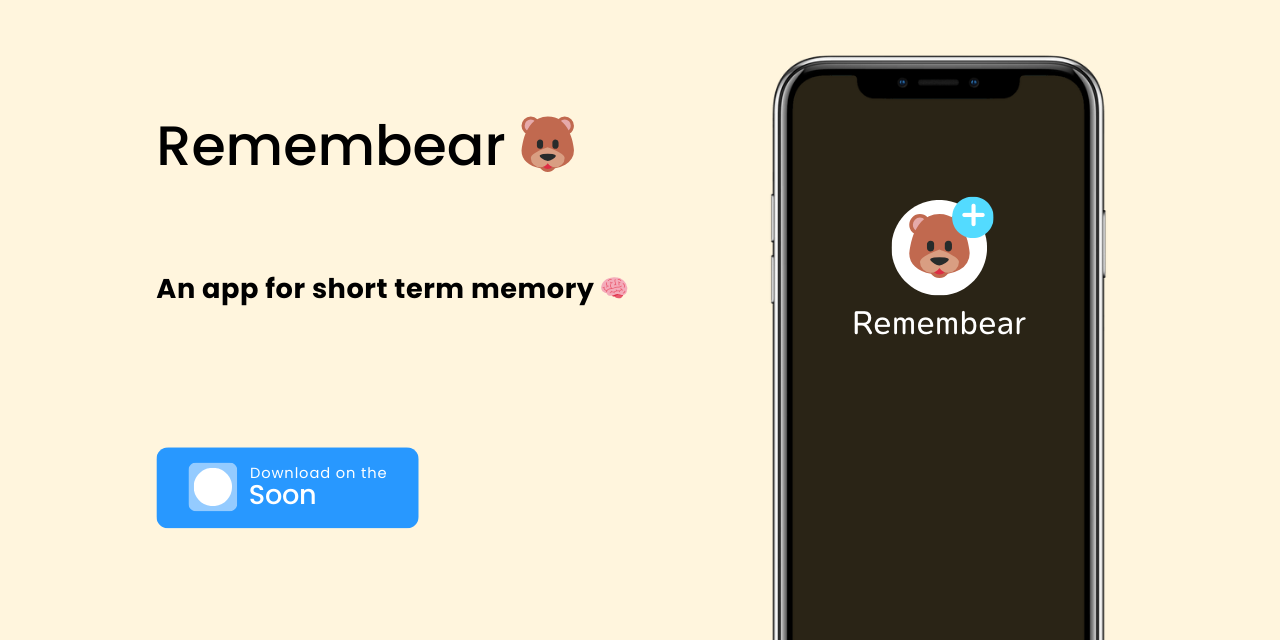 Remembear 🐻
An app for short term memory 🧠
Download on the
Soon
Remembear